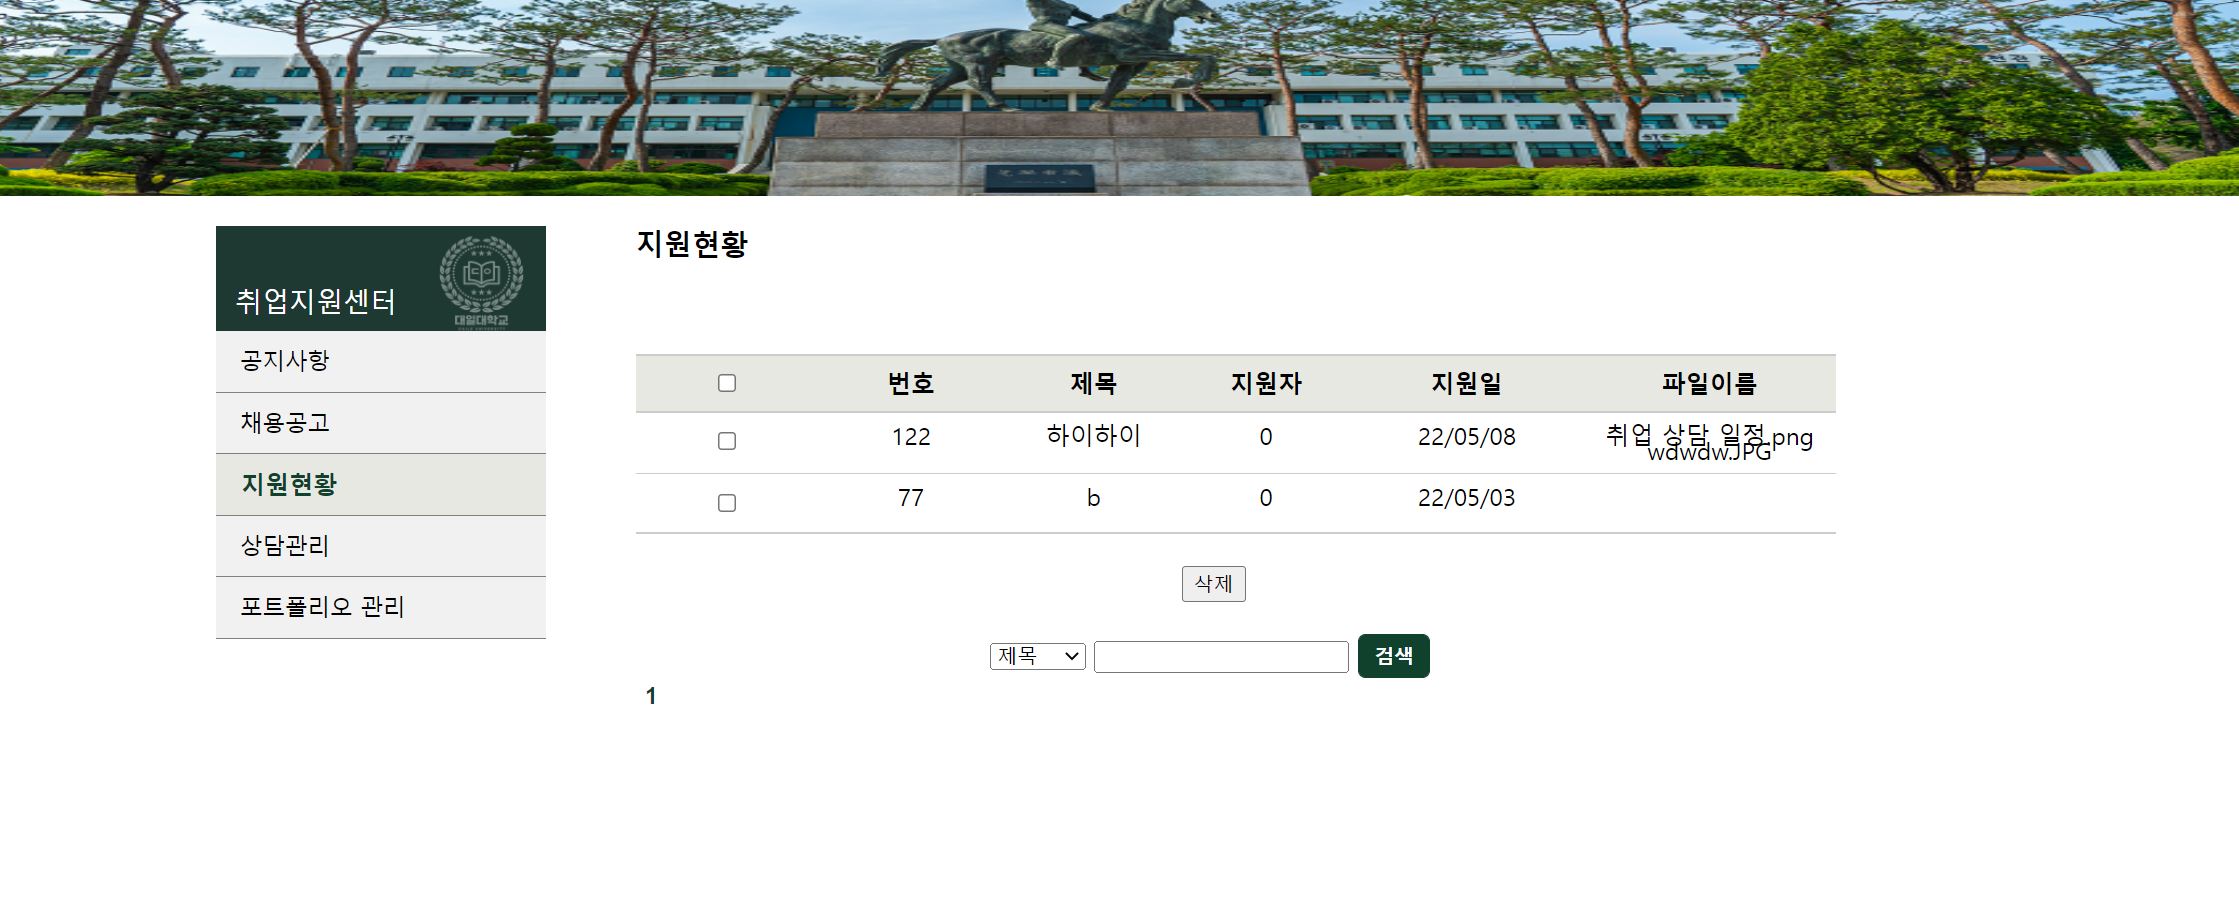 지원현황
대일대학교
취업지원센터
공지사항
채용공고
지원현황
상담관리
포트폴리오 관리
번호 제목 지원자 지원일 파일이름
122 하이하이 0 22/05/08 취업 상담 일정.png
wdwdw.JPG
77 b 0 22/05/03
삭제
제목 검색
1